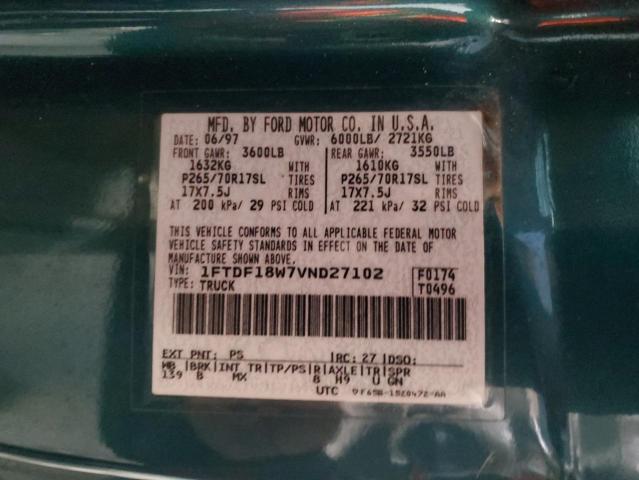 MFD. BY FORD MOTOR CO. IN U.S.A.
DATE: 06/97 GVWR: 6000LB/ 2721KG
FRONT GAWR: 3600LB REAR GAWR: 3550LB
1632KG WITH 1610KG WITH
P265/70R17SL TIRES P265/70R17SL TIRES
17X7.5J RIMS 17X7.5J RIMS
AT 200 kPa/ 29 PSI COLD AT 221 kPa/ 32 PSI COLD
THIS VEHICLE CONFORMS TO ALL APPLICABLE FEDERAL MOTOR
VEHICLE SAFETY STANDARDS IN EFFECT ON THE DATE OF
MANUFACTURE SHOWN ABOVE.
VIN: 1FTDF18W7VND27102 F0174
TYPE: TRUCK T0496
EXT PNT: PS RC: 27 DSO:
WB BRK INT TR TP/PS R AXLE TR SPR
139 B MX 8 H9 U GN
UTC